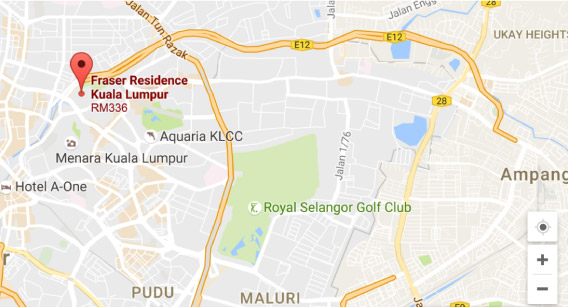 Jalan Tun Razak
Jalan Eng
28
UKAY HEIGHTS
E12
E12
Fraser Residence
Kuala Lumpur
RM336
28
Aquaria KLCC
Jalan 1/76
Menara Kuala Lumpur
Ampang
Hotel A-One
Royal Selangor Golf Club
r
+
PUDU
MALURI
−